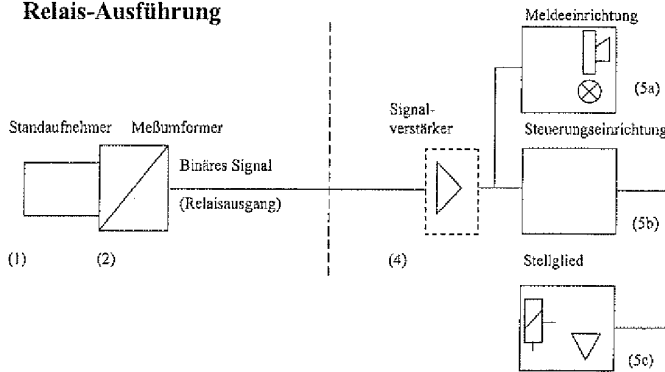 Relais-Ausführung
Meldeeinrichtung
(5a)
Standaufnehmer
Meßumformer
Signal-
verstärker
Steuerungseinrichtung
Binäres Signal
(Relaisausgang)
(1)
(2)
(4)
(5b)
Stellglied
(5c)